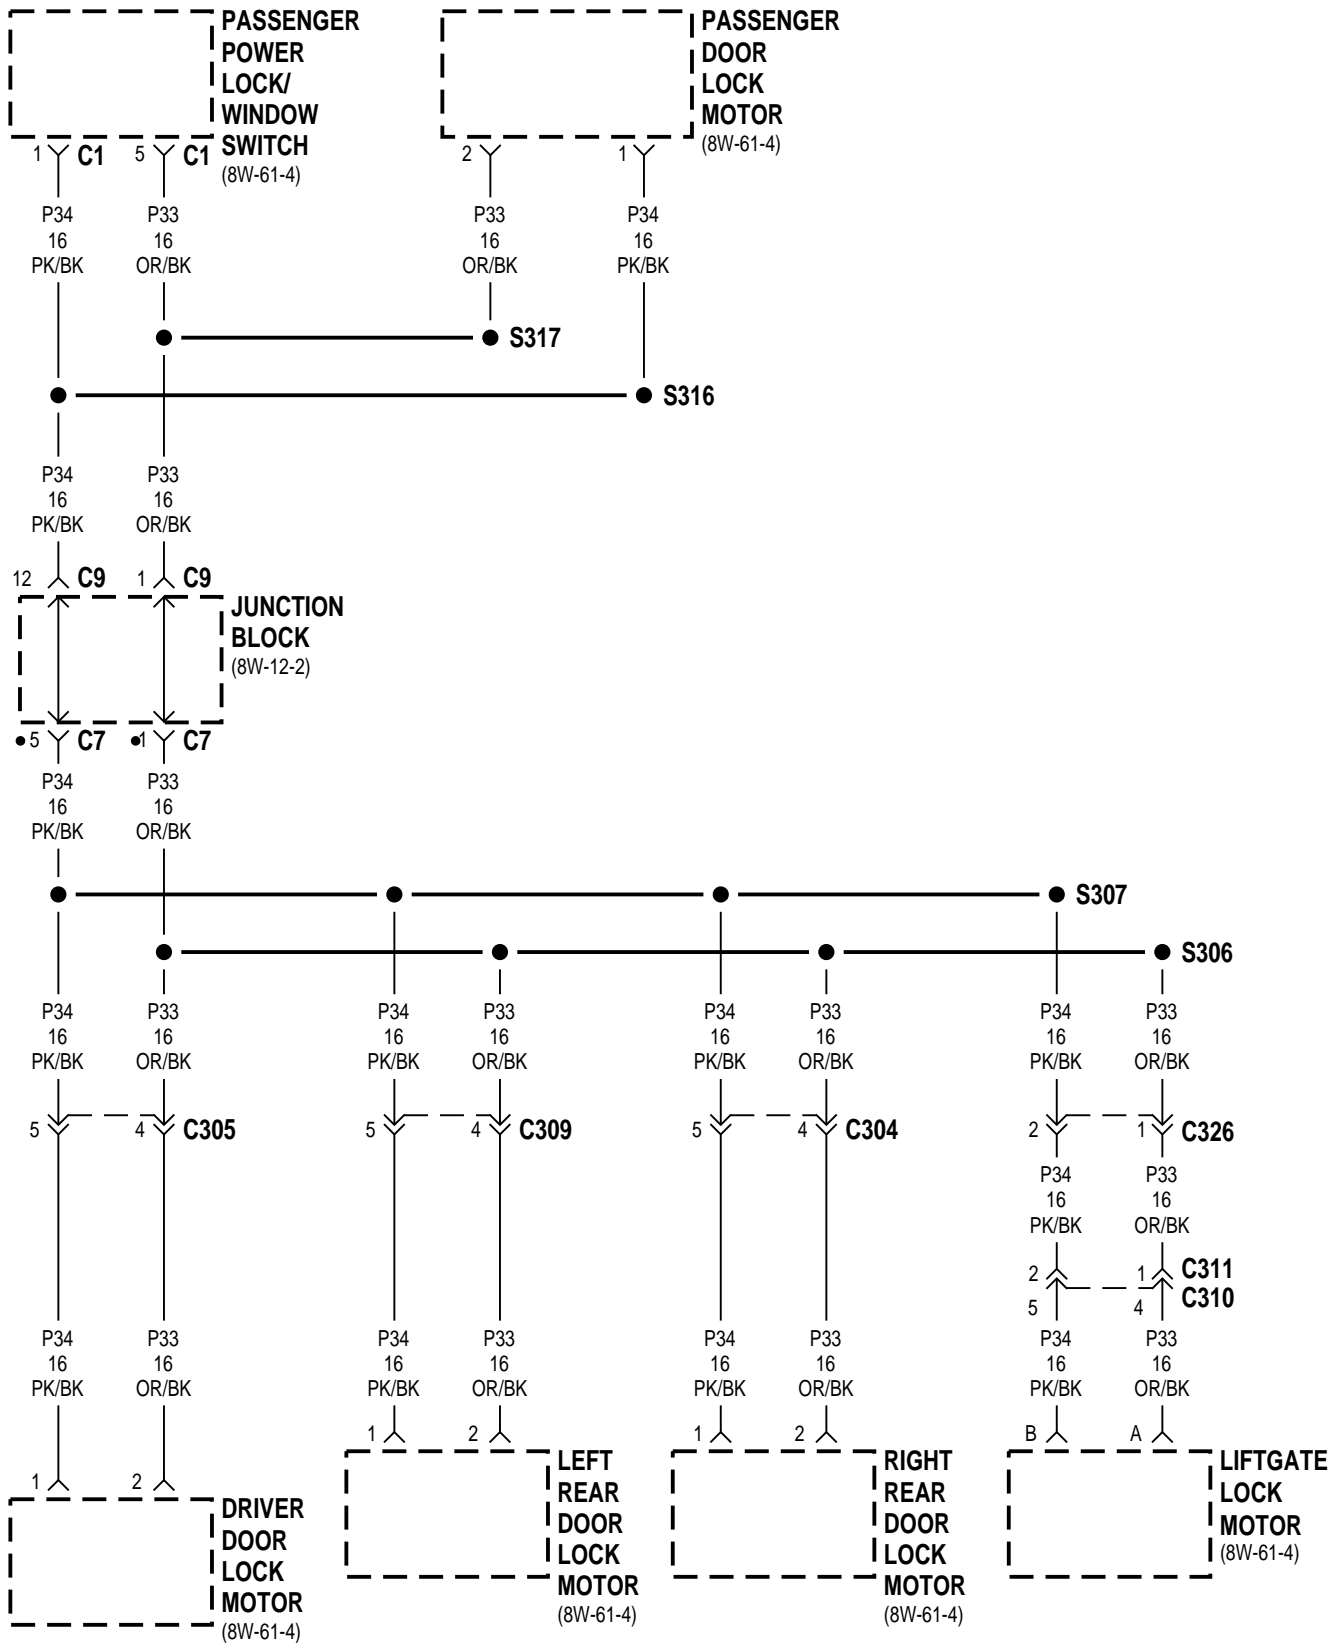 PASSENGER
POWER
LOCK/
WINDOW
SWITCH
(8W-61-4)
PASSENGER
DOOR
LOCK
MOTOR
(8W-61-4)
1 C1 5 C1 2 1
P34 P33 P33 P34
16 16 16 16
PK/BK OR/BK OR/BK PK/BK
S317
S316
P34 P33
16 16
PK/BK OR/BK
12 C9 1 C9
JUNCTION
BLOCK
(8W-12-2)
• 5 C7 •1 C7
P34 P33
16 16
PK/BK OR/BK
S307
S306
P34 P33 P34 P33 P34 P33 P34 P33
16 16 16 16 16 16 16 16
PK/BK OR/BK PK/BK OR/BK PK/BK OR/BK PK/BK OR/BK
5 4 C305 5 4 C309 5 4 C304 2 1 C326
P34 P33
16 16
PK/BK OR/BK
2 1 C311
5 4 C310
P34 P33 P34 P33 P34 P33 P34 P33
16 16 16 16 16 16 16 16
PK/BK OR/BK PK/BK OR/BK PK/BK OR/BK PK/BK OR/BK
1 2 1 2 1 2 B A
DRIVER
DOOR
LOCK
MOTOR
(8W-61-4)
LEFT
REAR
DOOR
LOCK
MOTOR
(8W-61-4)
RIGHT
REAR
DOOR
LOCK
MOTOR
(8W-61-4)
LIFTGATE
LOCK
MOTOR
(8W-61-4)